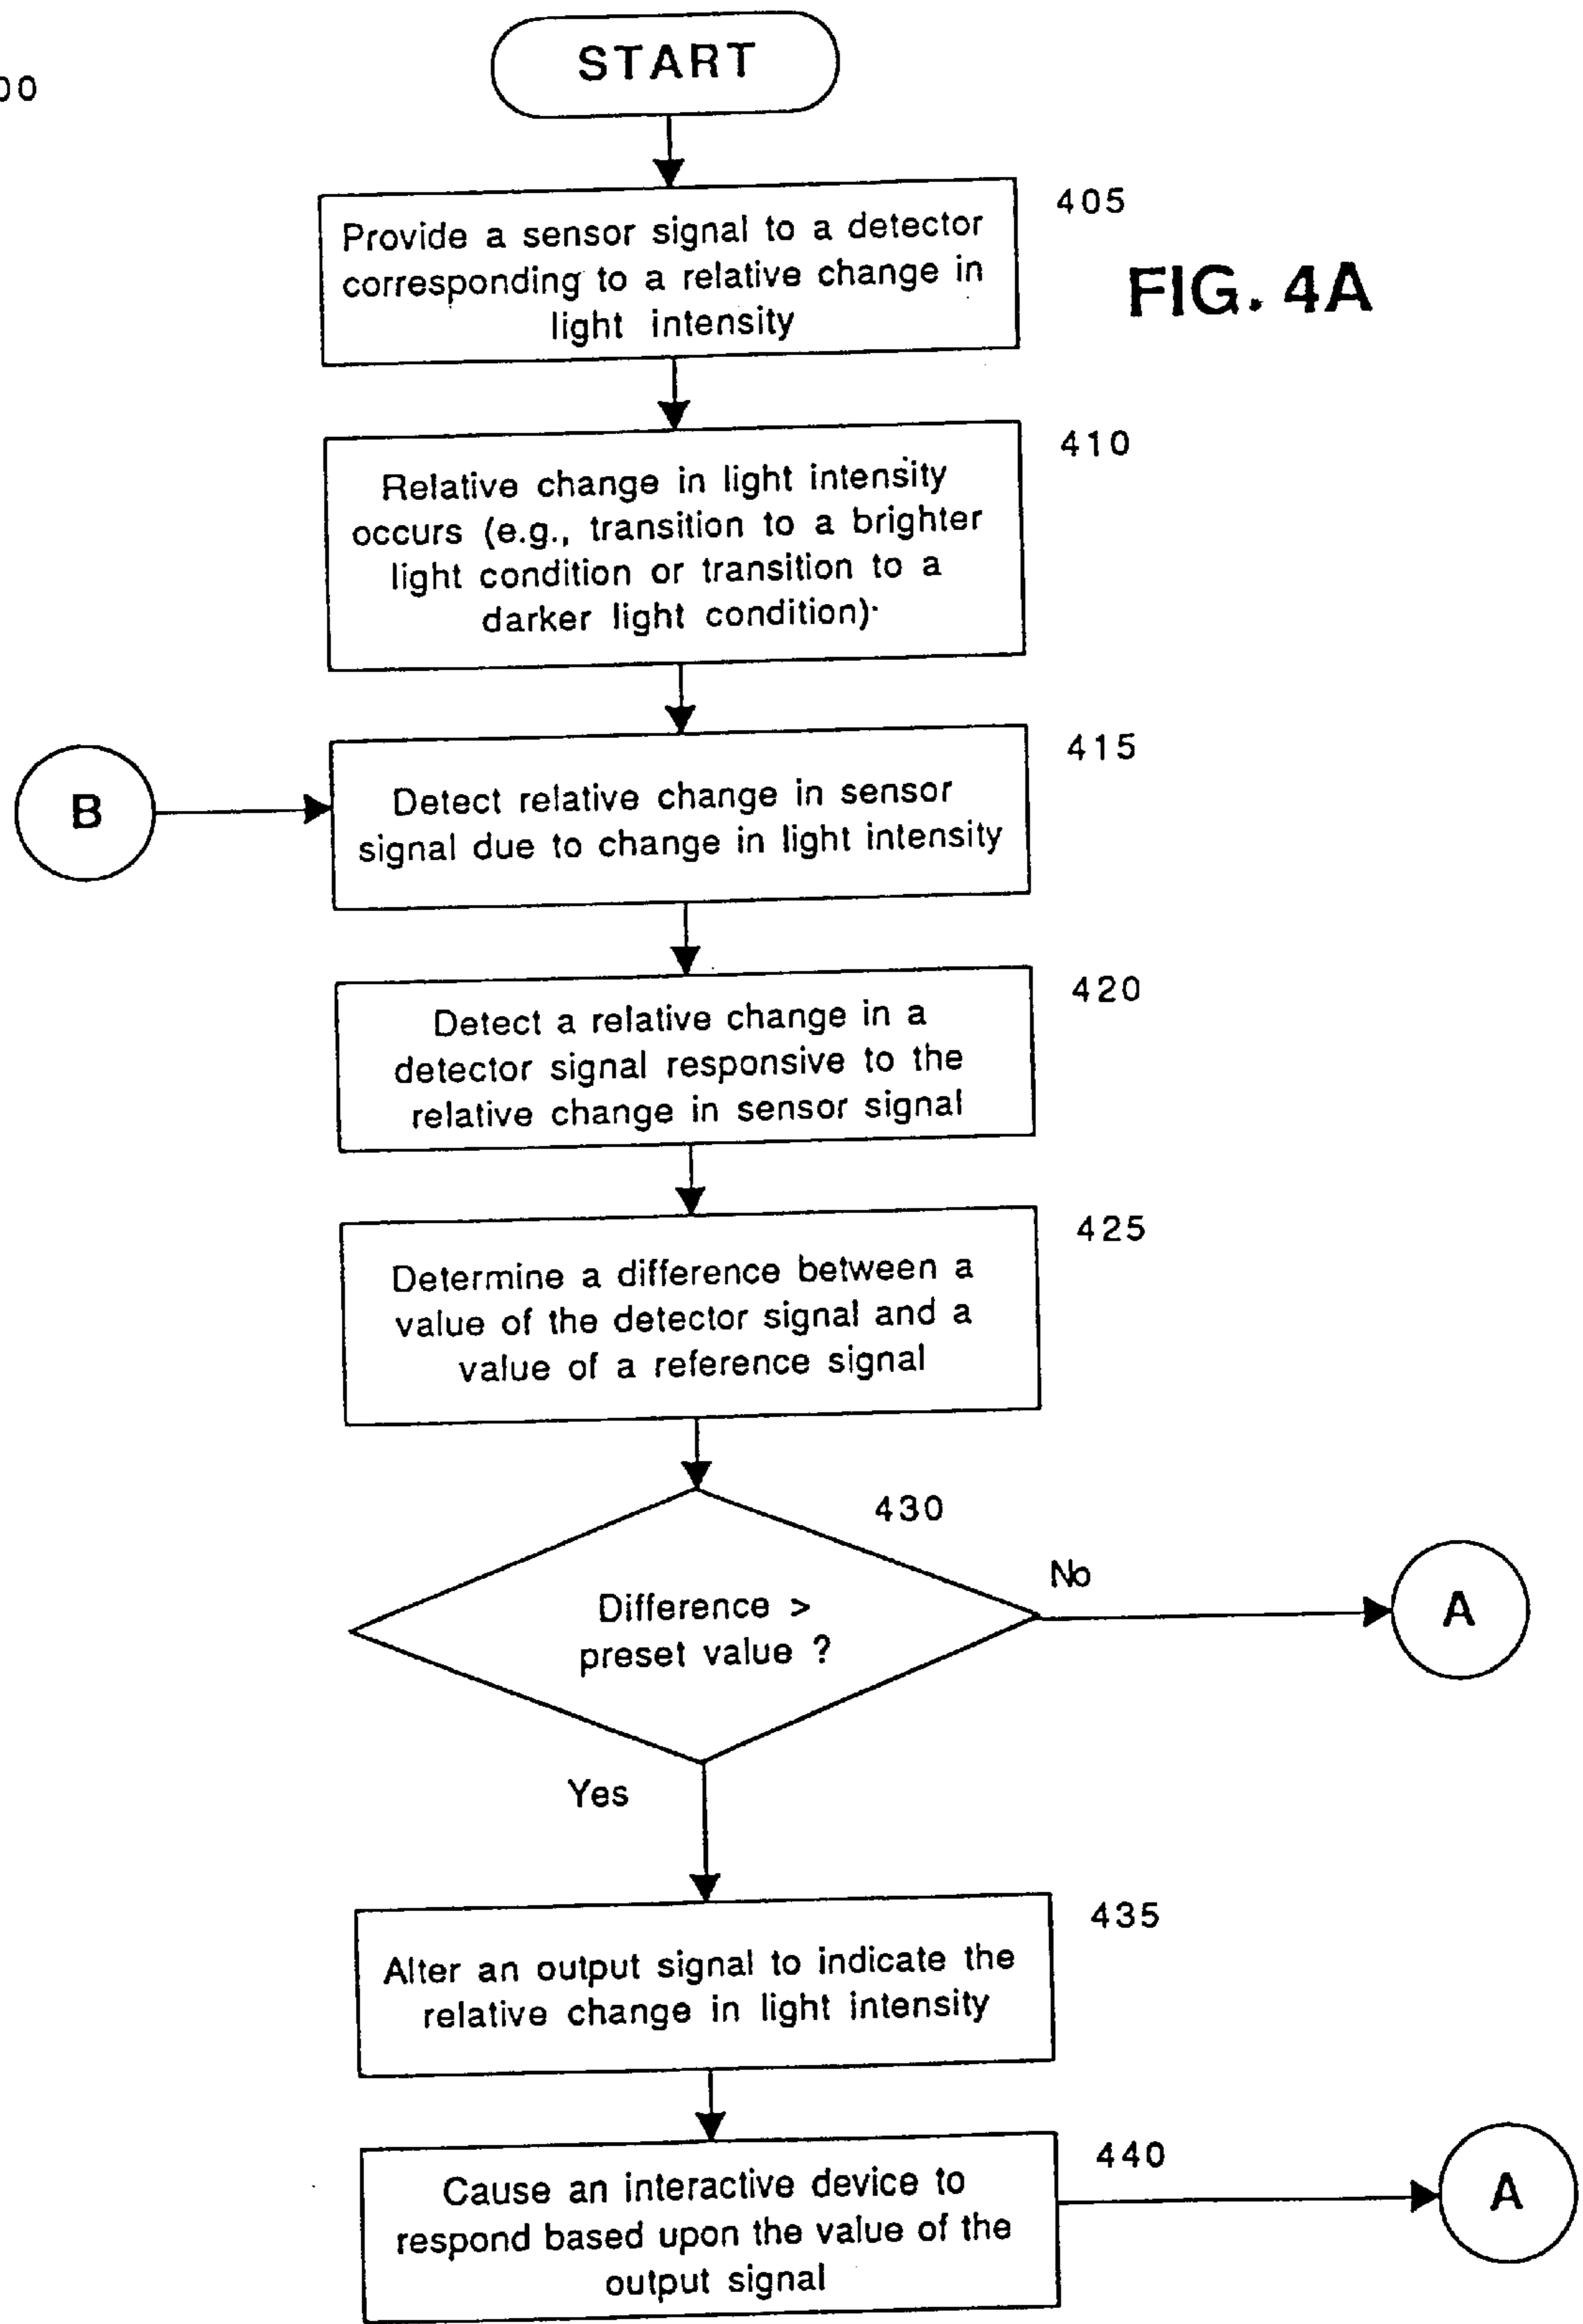 START
00
405
Provide a sensor signal to a detector
corresponding to a relative change in
light intensity
FIG. 4A
410
Relative change in light intensity
occurs (e.g., transition to a brighter
light condition or transition to a
darker light condition)
415
B
Detect relative change in sensor
signal due to change in light intensity
420
Detect a relative change in a
detector signal responsive to the
relative change in sensor signal
425
Determine a difference between a
value of the detector signal and a
value of a reference signal
430
No
Difference >
preset value ?
A
Yes
435
Alter an output signal to indicate the
relative change in light intensity
440
Cause an interactive device to
respond based upon the value of the
output signal
A